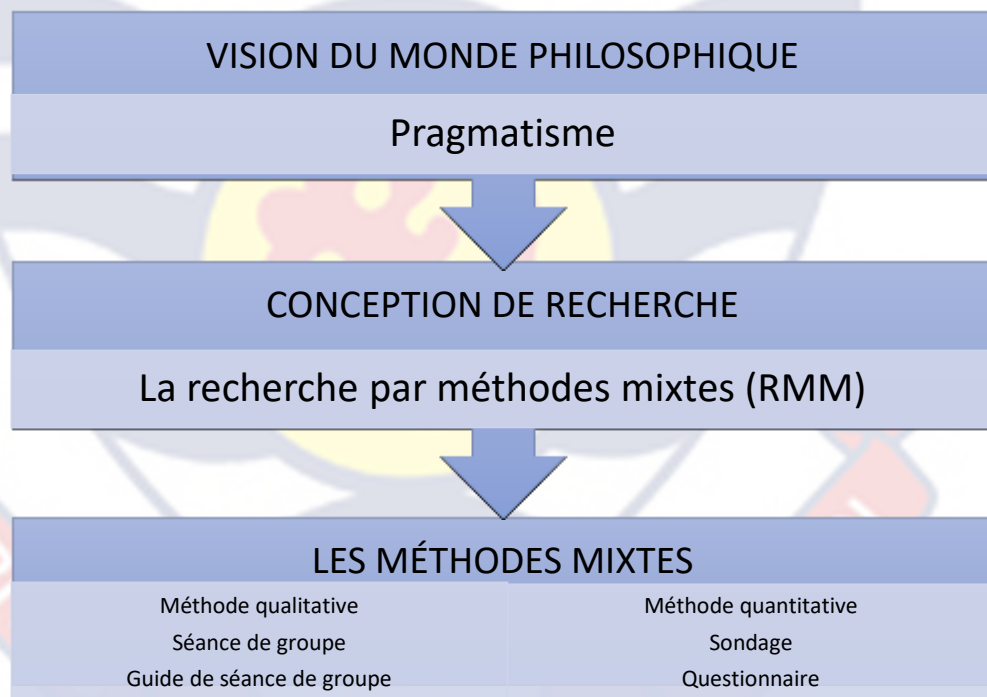 VISION DU MONDE PHILOSOPHIQUE
Pragmatisme
CONCEPTION DE RECHERCHE
La recherche par méthodes mixtes (RMM)
LES MÉTHODES MIXTES
Méthode qualitative
Séance de groupe
Guide de séance de groupe
Méthode quantitative
Sondage
Questionnaire